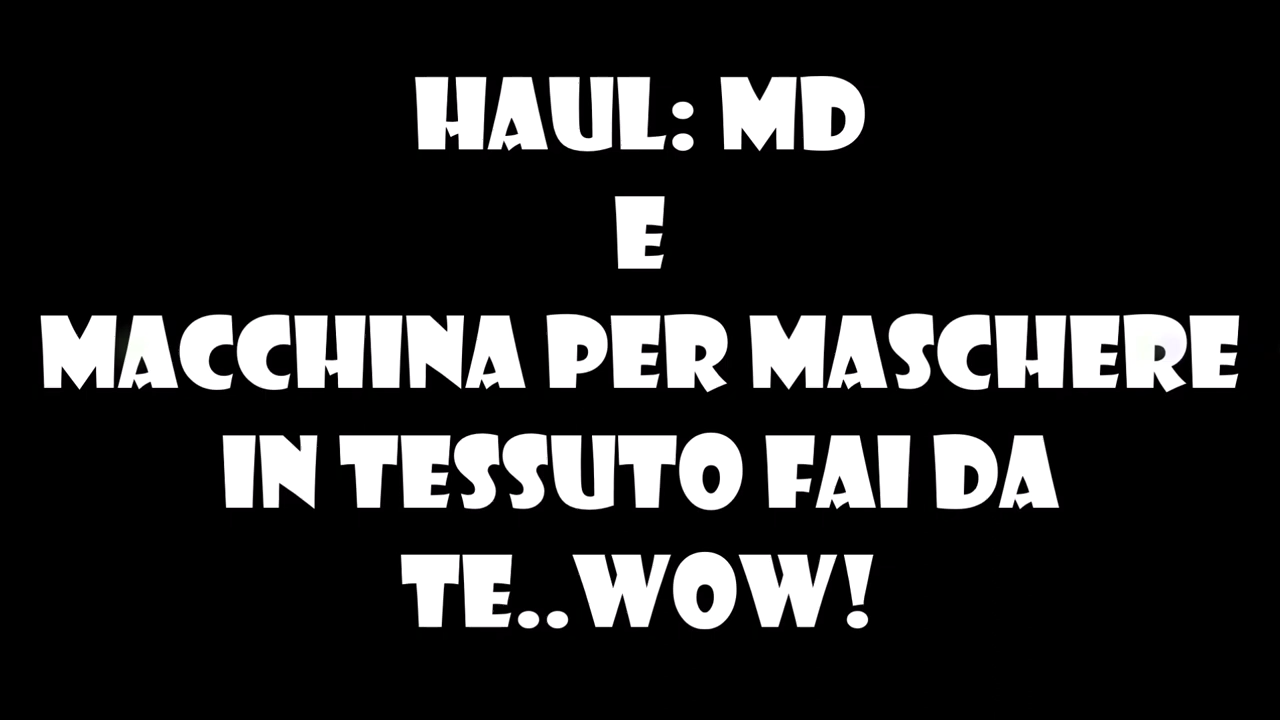 HAUL: MD
E
MACCHINA PER MASCHERE
IN TESSUTO FAI DA
TE..WOW!